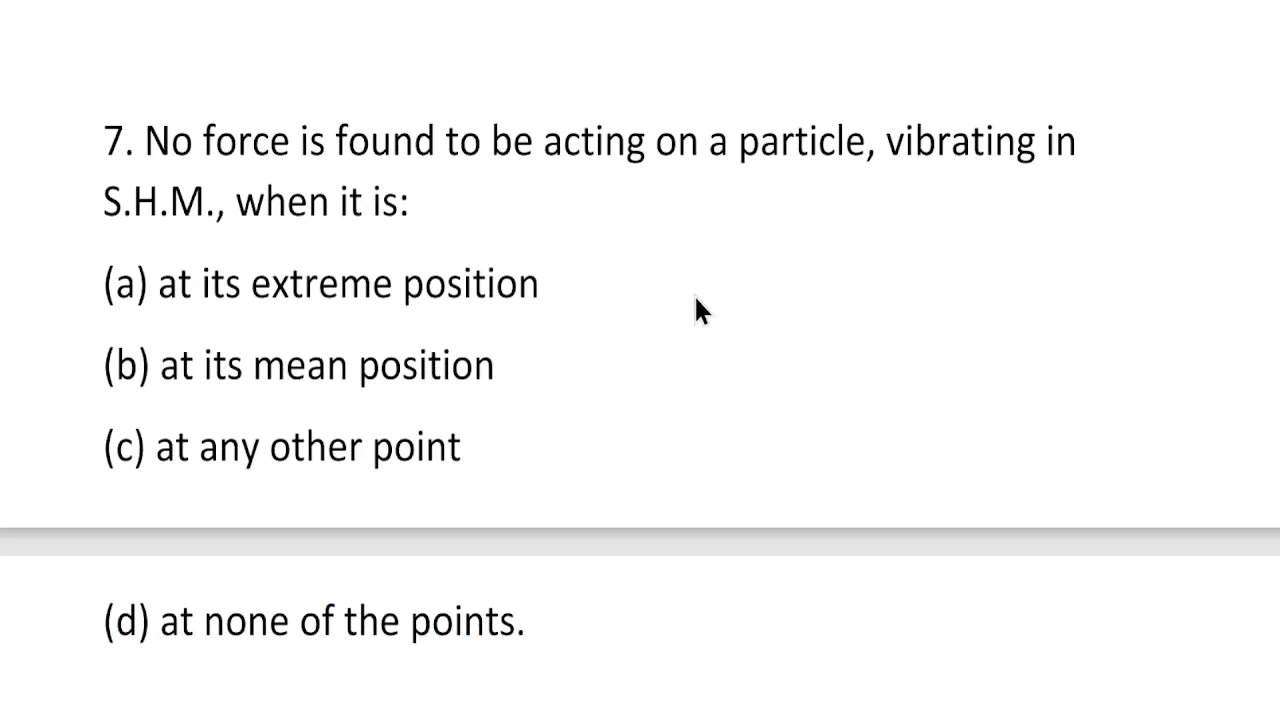 7. No force is found to be acting on a particle, vibrating in
S.H.M., when it is:
(a) at its extreme position
(b) at its mean position
(c) at any other point
(d) at none of the points.